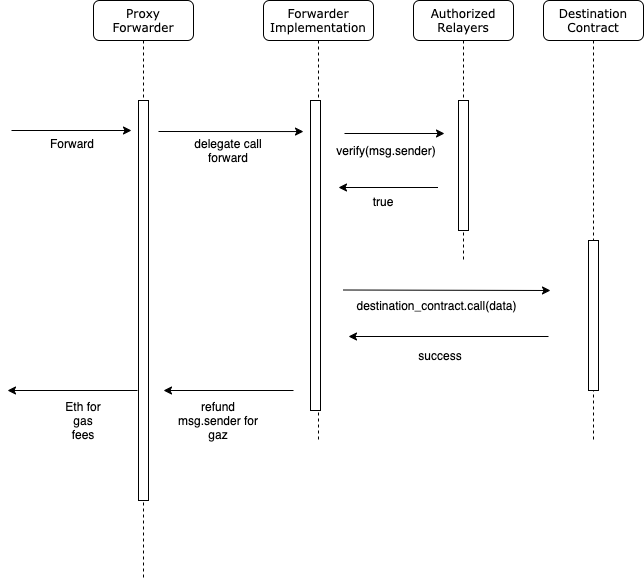 Proxy
Forwarder
Forwarder
Implementation
Authorized
Relayers
Destination
Contract
Forward
delegate call
forward
verify(msg.sender)
true
destination_contract.call(data)
success
Eth for
gas
fees
refund
msg.sender for
gaz